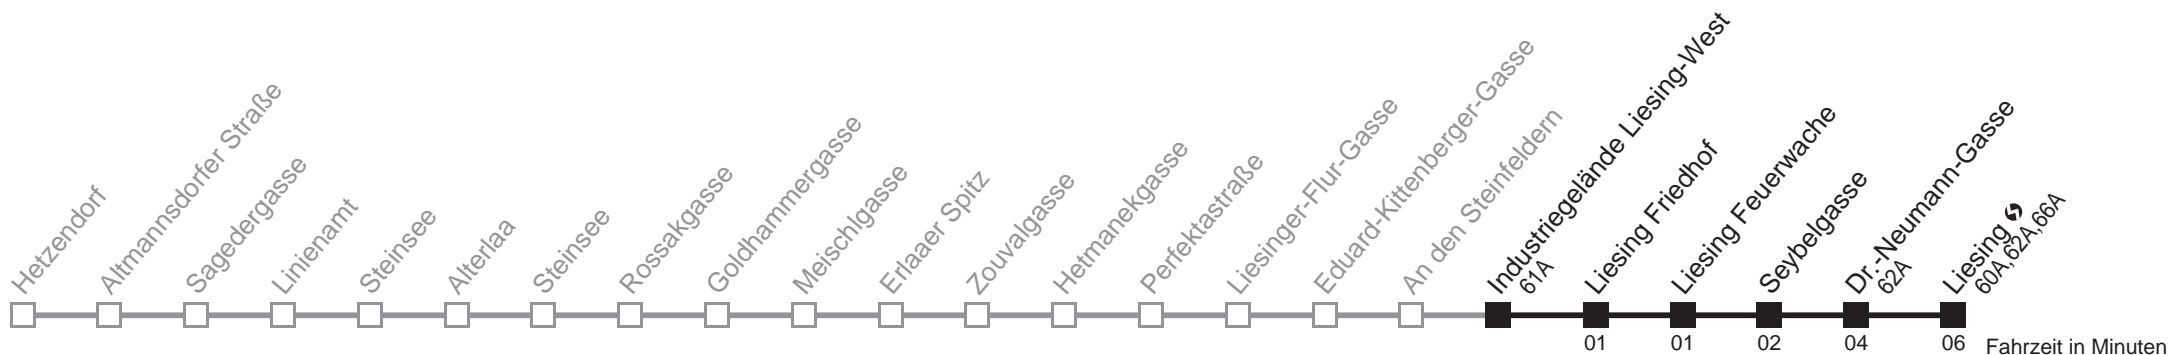 Hetzendorf
Altmannsdorfer Straße
Sagedergasse
Linienamt
Steinsee
Alterlaa
Steinsee
Rossakgasse
Goldhammergasse
Meischlgasse
Erlaaer Spitz
Zouvalgasse
Hetmanekgasse
Perfektastraße
Liesinger-Flur-Gasse
Eduard-Kittenberger-Gasse
An den Steinfeldern
Industriegelände Liesing-West
61A
Liesing Friedhof
Liesing Feuerwache
Seybelgasse
Dr.-Neumann-Gasse
62A
Liesing
60A,62A,66A
01 01 02 04 06 Fahrzeit in Minuten